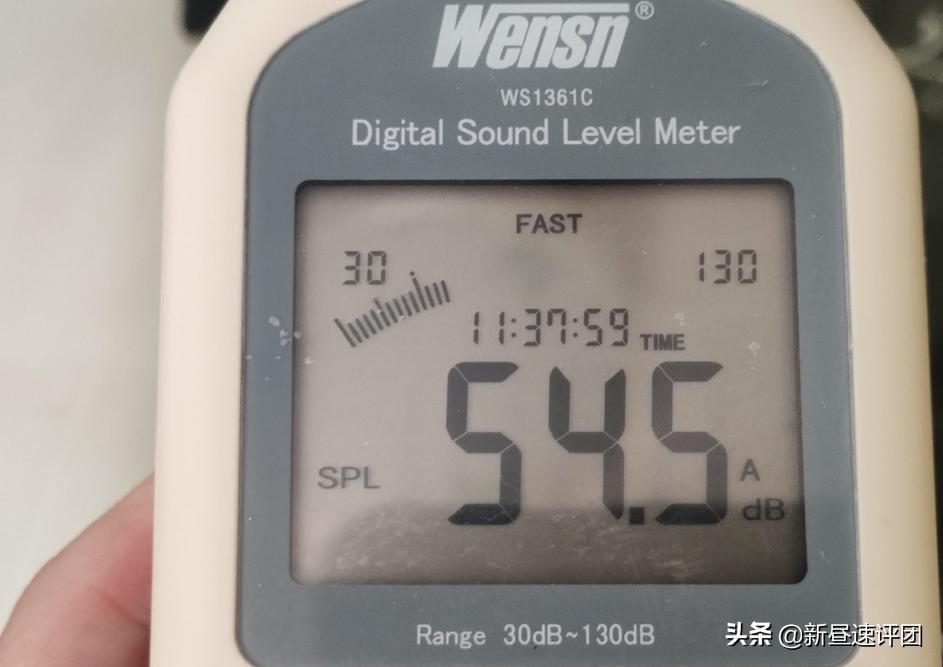 Wensn®
WS1361C
Digital Sound Level Meter
FAST
30 130
11:37:59 TIME
54.5
SPL A
dB
Range 30dB~130dB
头条 @新昼速评团